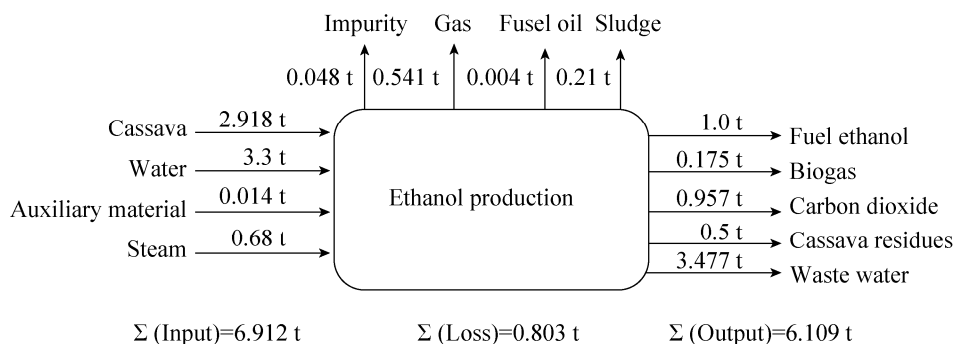 Impurity Gas Fusel oil Sludge
0.048 t 0.541 t 0.004 t 0.21 t
Cassava 2.918 t
Water 3.3 t
Auxiliary material 0.014 t
Steam 0.68 t
Ethanol production
1.0 t Fuel ethanol
0.175 t Biogas
0.957 t Carbon dioxide
0.5 t Cassava residues
3.477 t Waste water
Σ (Input)=6.912 t Σ (Loss)=0.803 t Σ (Output)=6.109 t